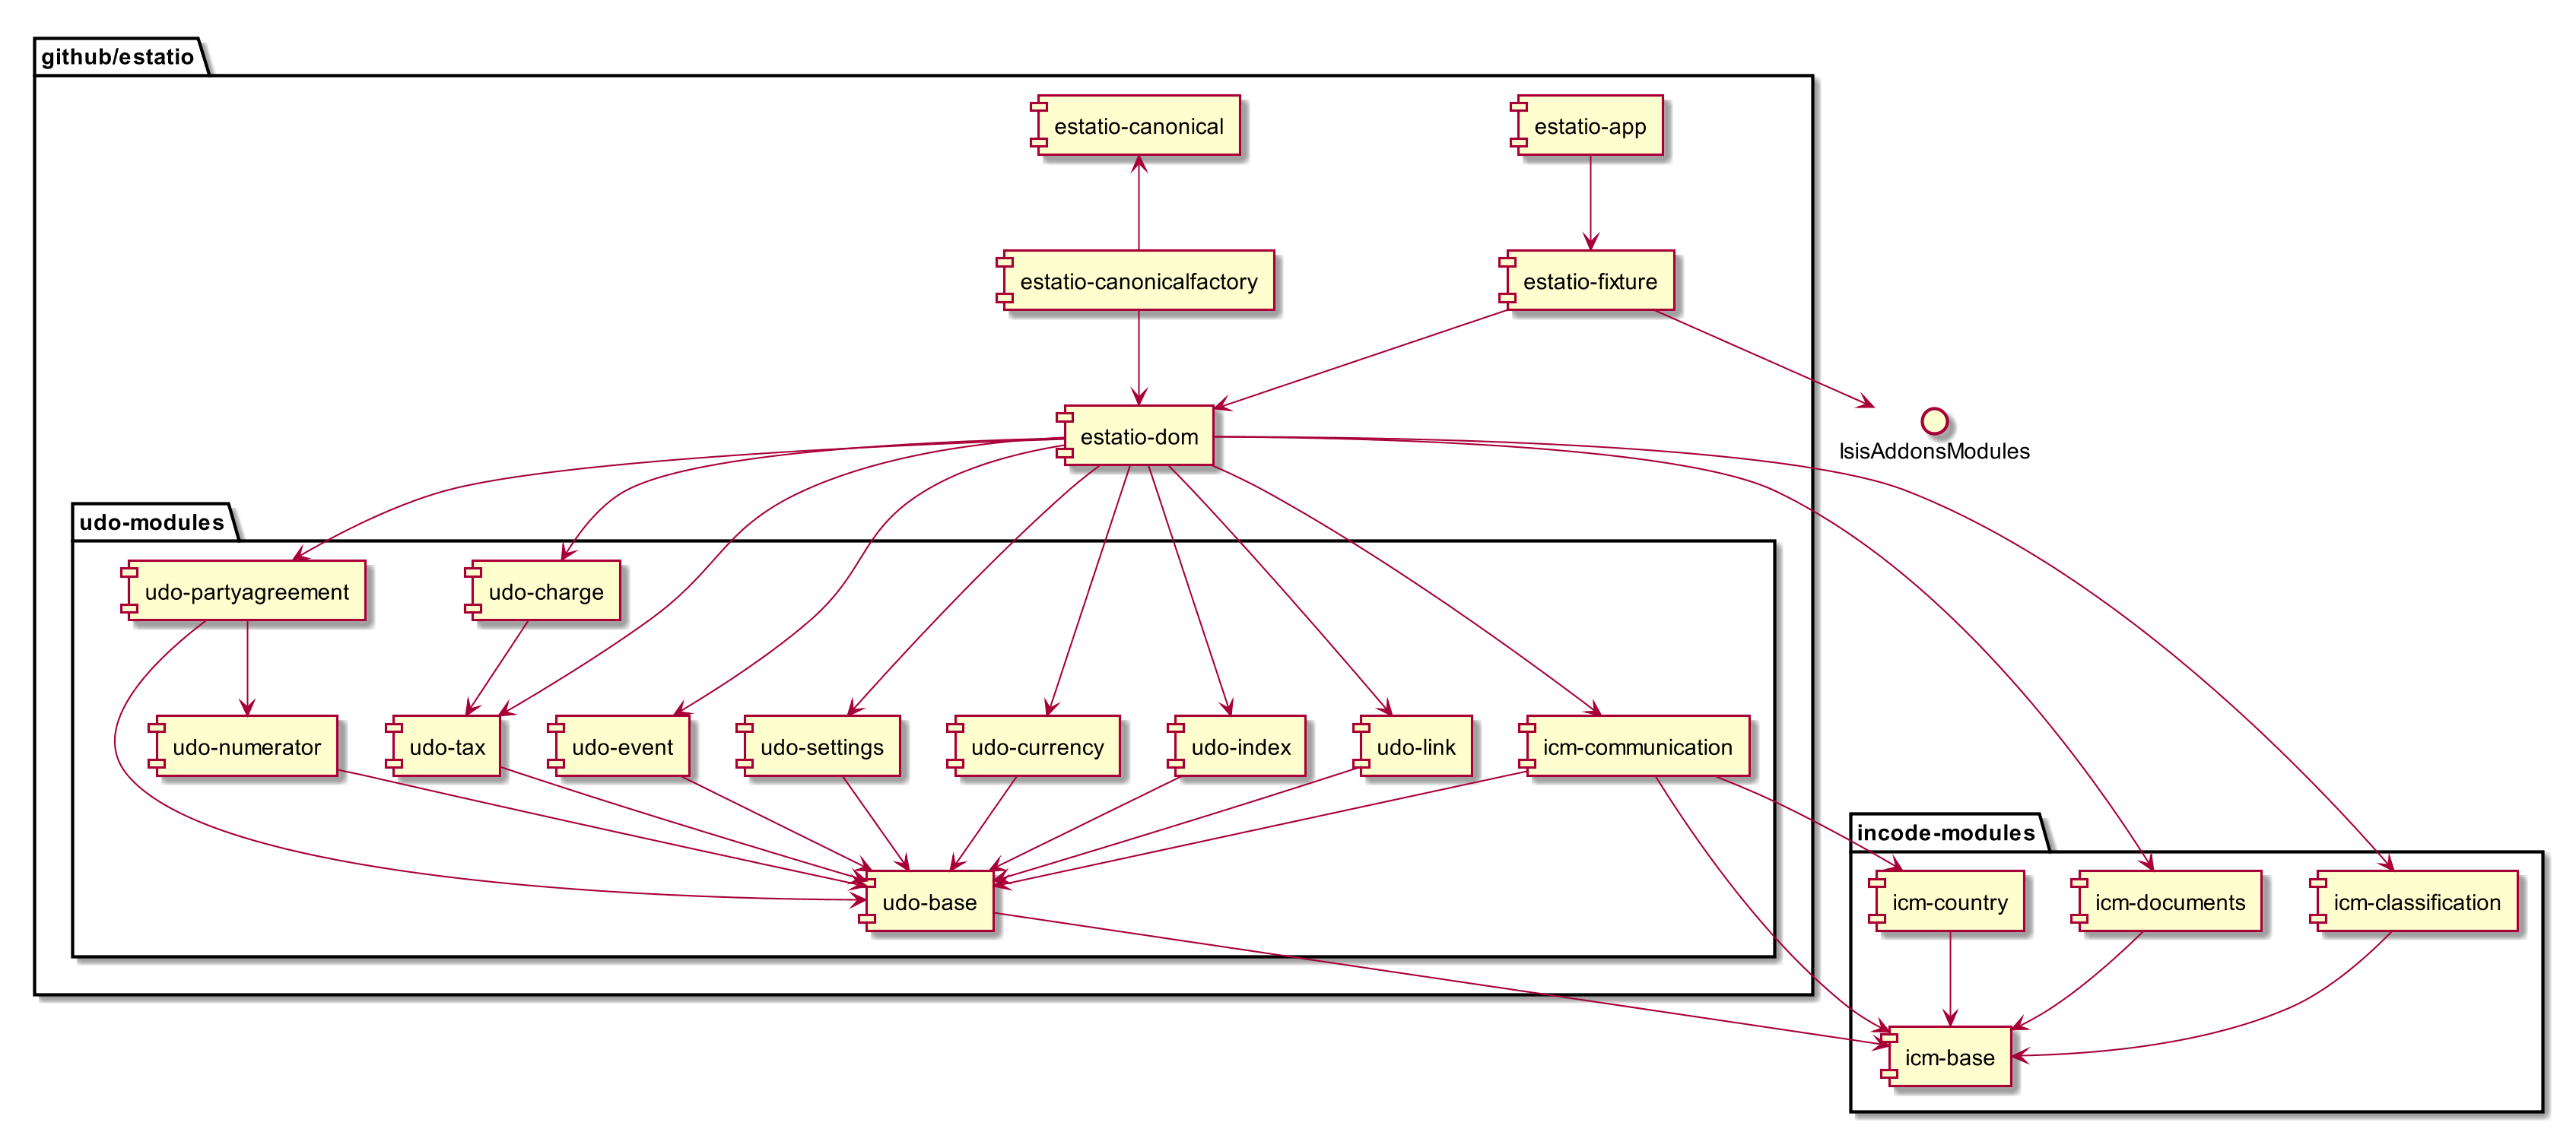 github/estatio
estatio-canonical
estatio-app
estatio-canonicalfactory
estatio-fixture
estatio-dom
IsisAddonsModules
udo-modules
udo-partyagreement
udo-charge
udo-numerator
udo-tax
udo-event
udo-settings
udo-currency
udo-index
udo-link
icm-communication
incode-modules
udo-base
icm-country
icm-documents
icm-classification
icm-base